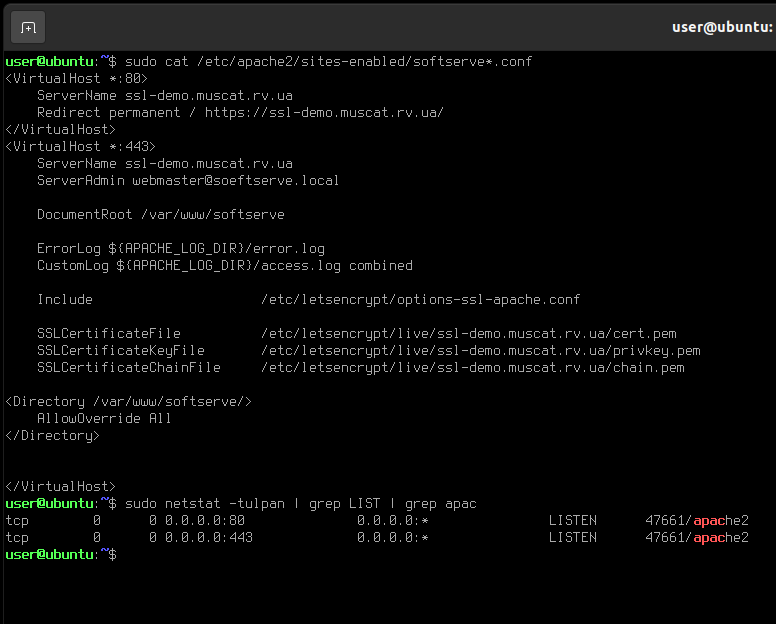 user@ubuntu:
user@ubuntu:~$ sudo cat /etc/apache2/sites-enabled/softserve*.conf
<VirtualHost *:80>
    ServerName ssl-demo.muscat.rv.ua
    Redirect permanent / https://ssl-demo.muscat.rv.ua/
</VirtualHost>
<VirtualHost *:443>
    ServerName ssl-demo.muscat.rv.ua
    ServerAdmin webmaster@soeftserve.local
    DocumentRoot /var/www/softserve
    ErrorLog ${APACHE_LOG_DIR}/error.log
    CustomLog ${APACHE_LOG_DIR}/access.log combined
    Include                     /etc/letsencrypt/options-ssl-apache.conf
    SSLCertificateFile          /etc/letsencrypt/live/ssl-demo.muscat.rv.ua/cert.pem
    SSLCertificateKeyFile       /etc/letsencrypt/live/ssl-demo.muscat.rv.ua/privkey.pem
    SSLCertificateChainFile     /etc/letsencrypt/live/ssl-demo.muscat.rv.ua/chain.pem
<Directory /var/www/softserve/>
    AllowOverride All
</Directory>
</VirtualHost>
user@ubuntu:~$ sudo netstat -tulpan | grep LIST | grep apac
tcp        0      0 0.0.0.0:80              0.0.0.0:*               LISTEN      47661/apache2
tcp        0      0 0.0.0.0:443             0.0.0.0:*               LISTEN      47661/apache2
user@ubuntu:~$